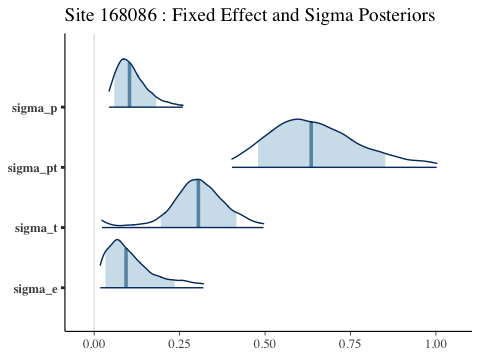 Site 168086 : Fixed Effect and Sigma Posteriors
sigma_p
sigma_pt
sigma_t
sigma_e
0.00 0.25 0.50 0.75 1.00